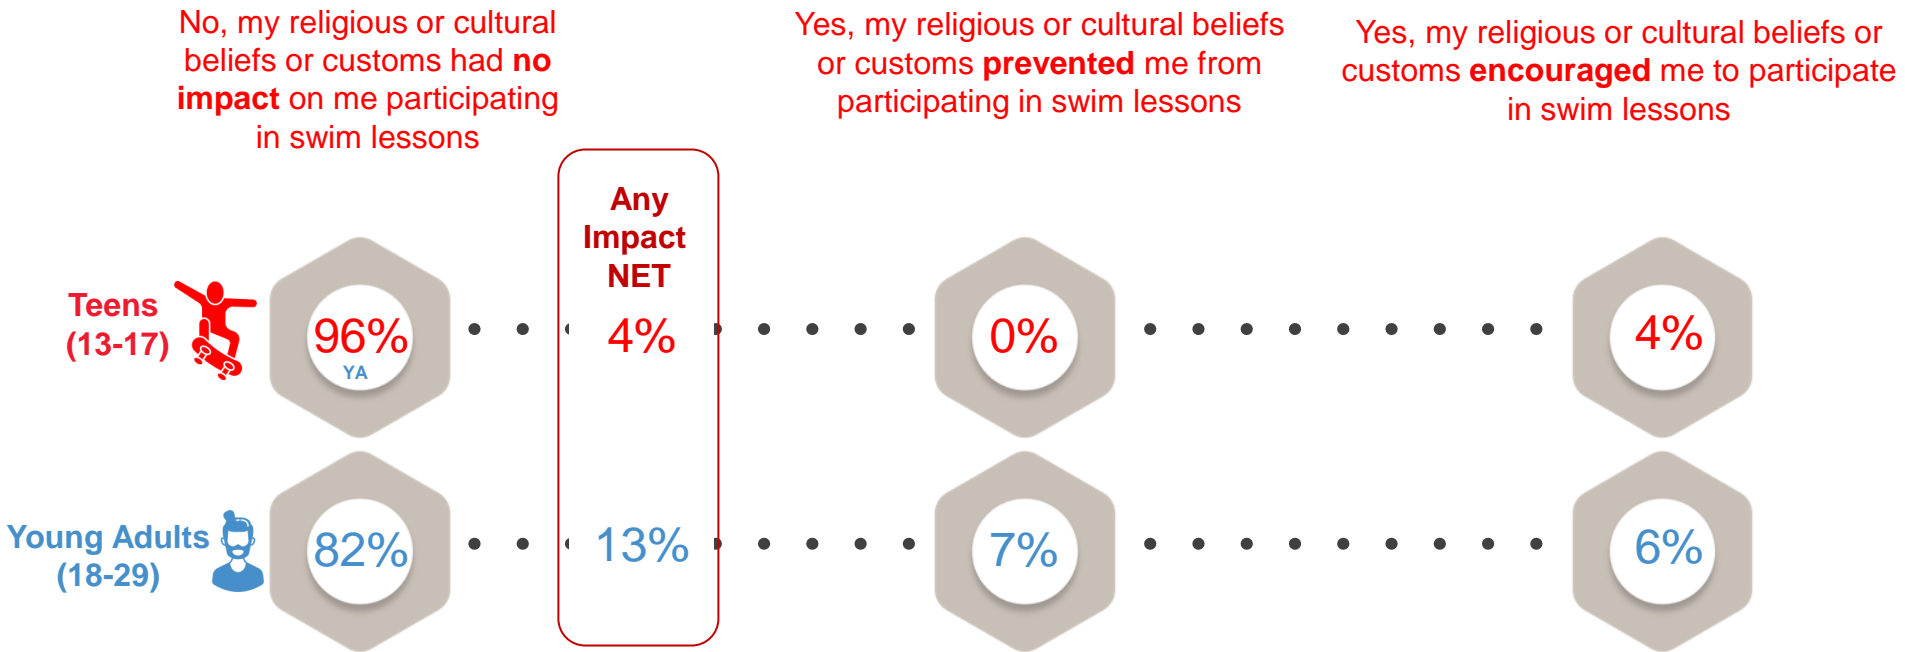 No, my religious or cultural
beliefs or customs had no
impact on me participating
in swim lessons
Yes, my religious or cultural beliefs
or customs prevented me from
participating in swim lessons
Yes, my religious or cultural beliefs or
customs encouraged me to participate
in swim lessons
Any
Impact
NET
Teens
(13-17)
96%
YA
4%
0%
4%
Young Adults
(18-29)
82%
13%
7%
6%